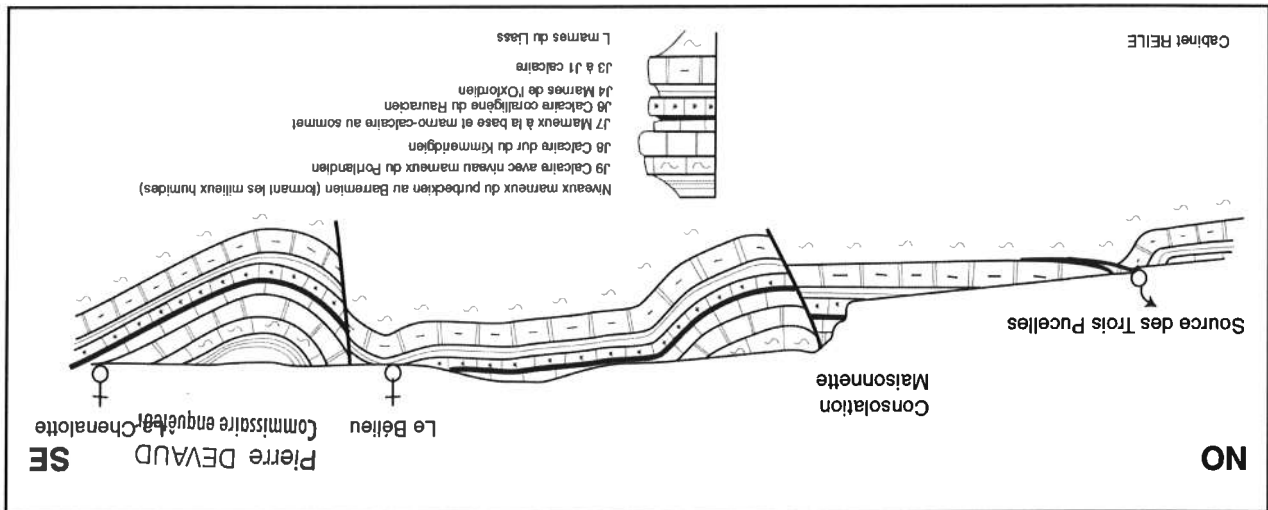 NO
SE
Pierre DEVAUD
Commissaire enquêteur
La-Chenalotte
Le Bélieu
Consolation
Maisonnette
Source des Trois Pucelles
Niveaux marneux du purbeckien au Barremien (formant les milieux humides)
J9 Calcaire avec niveau marneux du Portlandien
J8 Calcaire dur du Kimmeridgien
J7 Marneux à la base et marno-calcaire au sommet
J6 Calcaire coralligène du Rauracien
J4 Marnes de l'Oxfordien
J3 à J1 calcaire
L marnes du Liass
Cabinet REILE